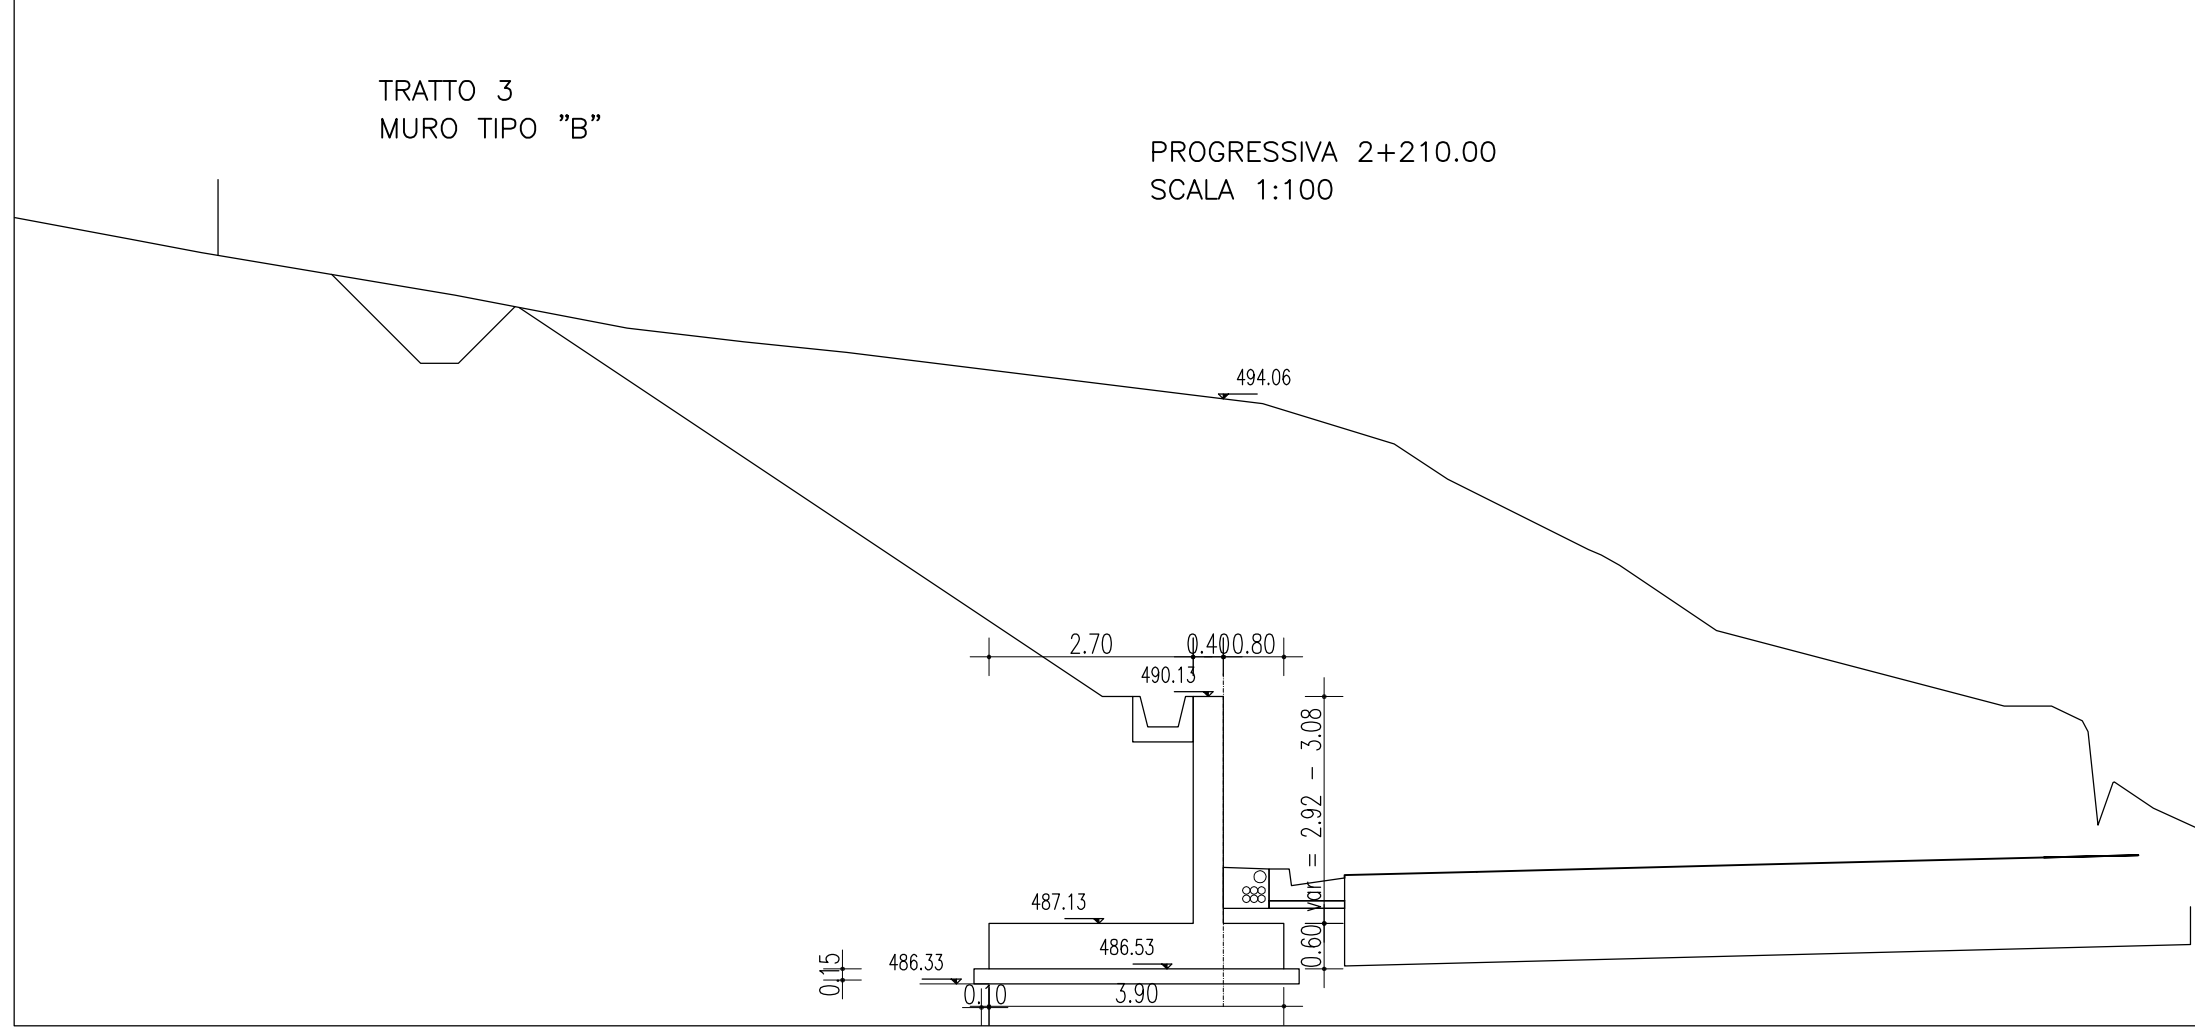 TRATTO 3
MURO TIPO "B"
PROGRESSIVA 2+210.00
SCALA 1:100
494.06
2.70
0.40
0.80
490.13
var = 2.92 - 3.08
487.13
0.60
486.53
486.33
0.15
0.10
3.90